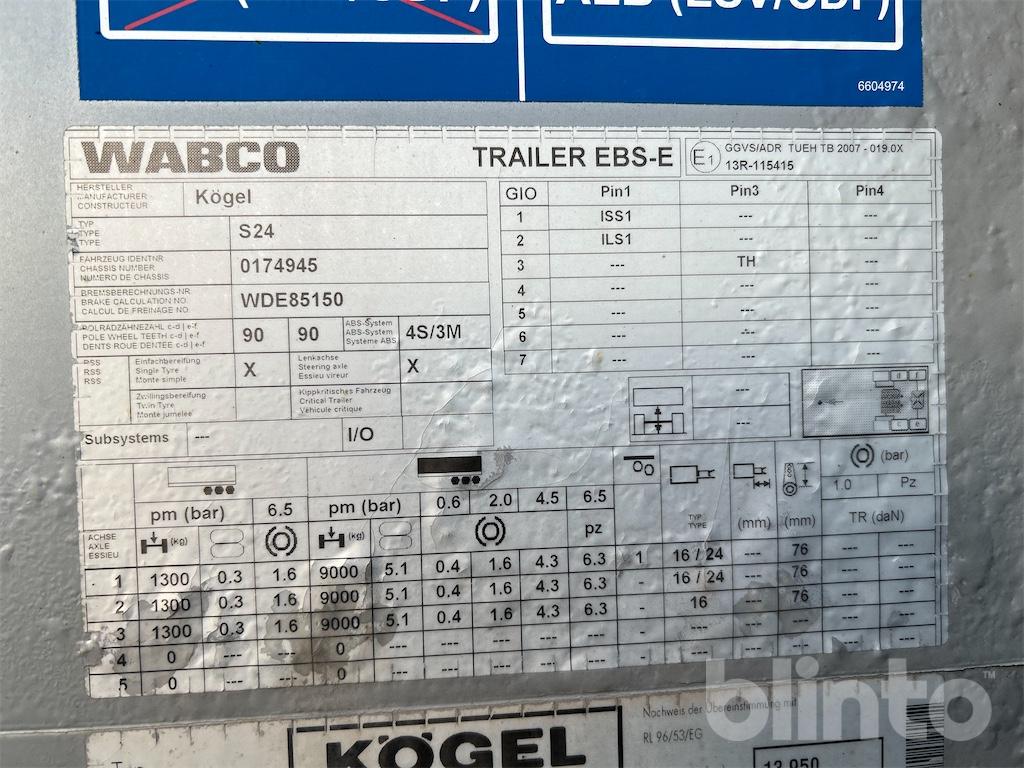 6604974
WABCO TRAILER EBS-E E1 GGVS/ADR TUEH TB 2007 - 019.0X
13R-115415
HERSTELLER
MANUFACTURER
CONSTRUCTEUR
Kögel
TYP
TYPE
TYPE
S24
FAHRZEUG IDENTNR
CHASSIS NUMBER
NUMERO DE CHASSIS
0174945
BREMSBERECHNUNGS-NR.
BRAKE CALCULATION NO.
CALCUL DE FREINAGE NO.
WDE85150
POLRADZÄHNEZAHL c-d | e-f
POLE WHEEL TEETH c-d | e-f
DENTS ROUE DENTEE c-d | e-f
90 90
ABS-System
ABS-System
Système ABS
4S/3M
RSS
RSS
RSS
Einfachbereifung
Single Tyre
Monte simple
X
Lenkachse
Steering axle
Essieu vireur
X
Zwillingsbereifung
Twin Tyre
Monte jumelée
Kippkritisches Fahrzeug
Critical Trailer
Véhicule critique
Subsystems --- I/O
GIO Pin1 Pin3 Pin4
1 ISS1 --- ---
2 ILS1 --- ---
3 --- TH ---
4 --- --- ---
5 --- --- ---
6 --- --- ---
7 --- --- ---
---
---
d f
c e
pm (bar) 6.5 pm (bar) 0.6 2.0 4.5 6.5
(bar)
1.0 Pz
ACHSE
AXLE
ESSIEU
(kg) (kg) pz
TYP
TYPE
(mm) (mm) TR (daN)
1 1300 0.3 1.6 9000 5.1 0.4 1.6 4.3 6.3 1 16 / 24 --- 76 --- ---
2 1300 0.3 1.6 9000 5.1 0.4 1.6 4.3 6.3 - 16 / 24 --- 76 --- ---
3 1300 0.3 1.6 9000 5.1 0.4 1.6 4.3 6.3 - 16 --- 76 --- ---
4 0 --- --- 0 --- --- --- --- --- - --- --- --- --- ---
5 0 --- --- 0 --- --- --- --- --- - --- --- --- --- ---
KÖGEL
Nachweis der Übereinstimmung mit
RL 96/53/EG
13.950
blinto™